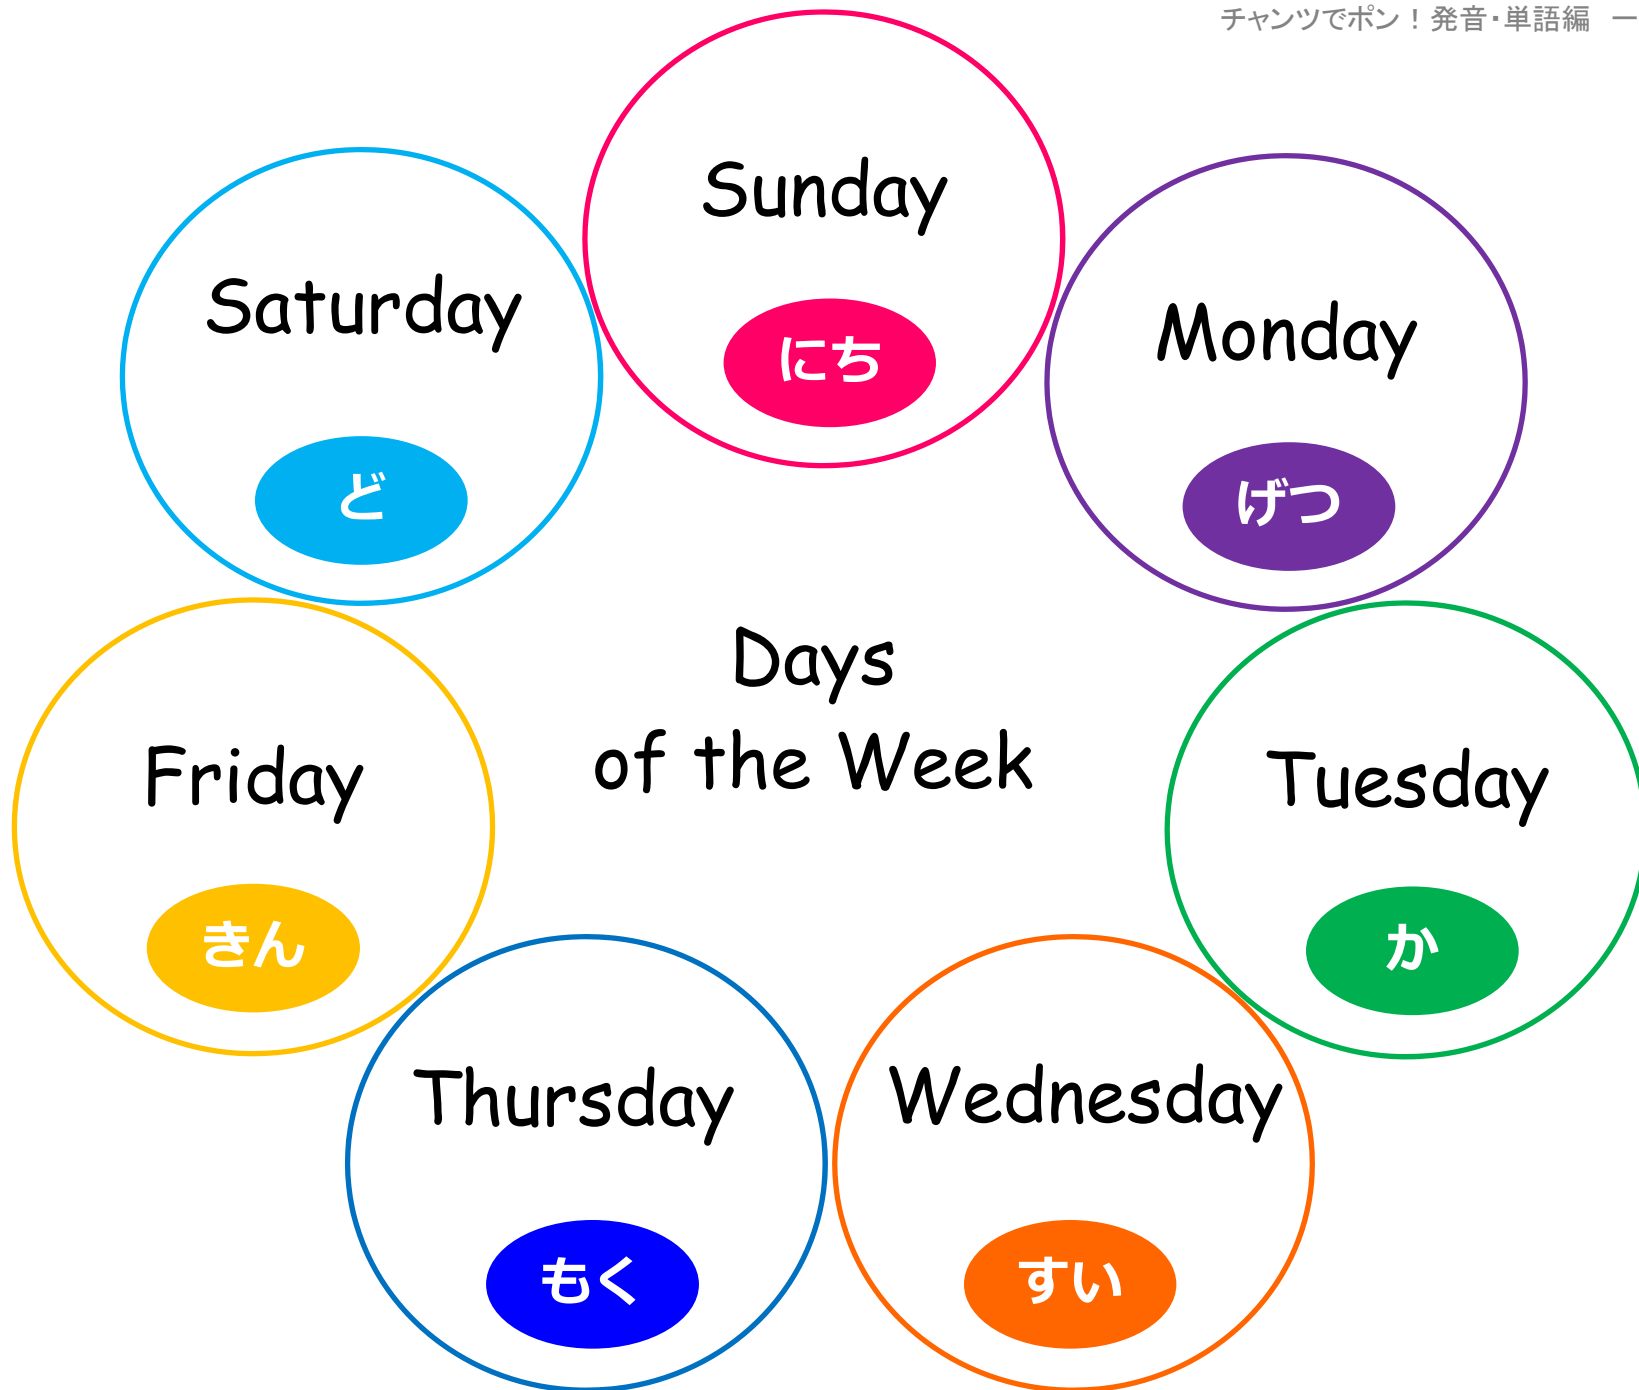 チャンツでポン！発音・単語編　ー
Sunday
にち
Monday
げつ
Tuesday
か
Wednesday
すい
Thursday
もく
Friday
きん
Saturday
ど
Days
of the Week